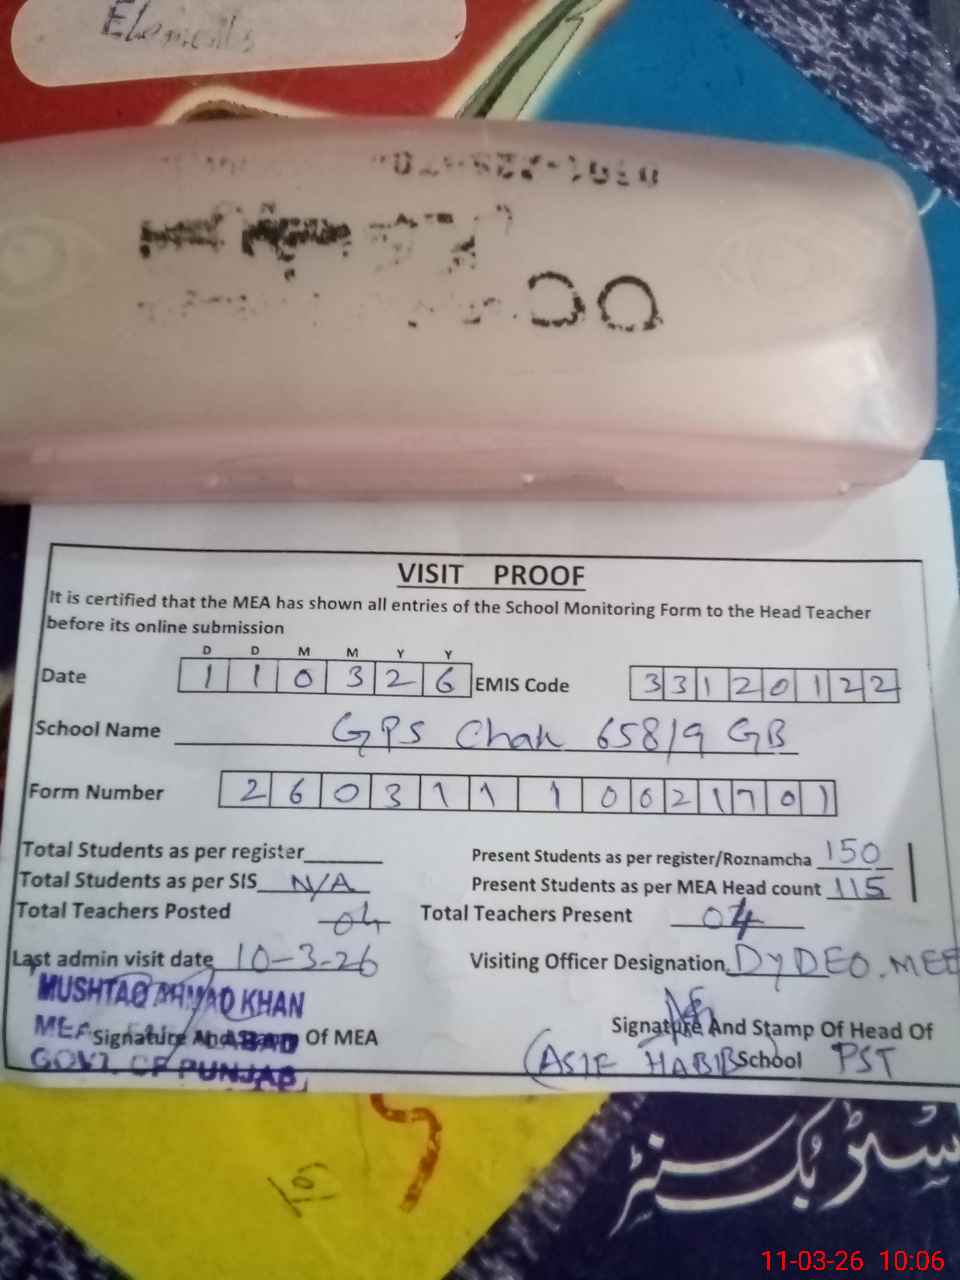 Elements
VISIT PROOF
It is certified that the MEA has shown all entries of the School Monitoring Form to the Head Teacher
before its online submission
D D M M Y Y
Date 1 1 0 3 2 6 EMIS Code 3 3 1 2 0 1 2 2
School Name GPS Chak 658/9 GB
Form Number 2 6 0 3 1 1 1 0 0 2 1 7 0 1
Total Students as per register Present Students as per register/Roznamcha 150
Total Students as per SIS N/A Present Students as per MEA Head count 115
Total Teachers Posted 04 Total Teachers Present 04
Last admin visit date 10-3-26 Visiting Officer Designation DyDEO.MEE
MUSHTAQ AHMAD KHAN
MEA
Signature And Of MEA Signature And Stamp Of Head Of
GOVT. OF PUNJAB (ASIF HABIB) School PST
سٹی بک سنٹر
11-03-26 10:06